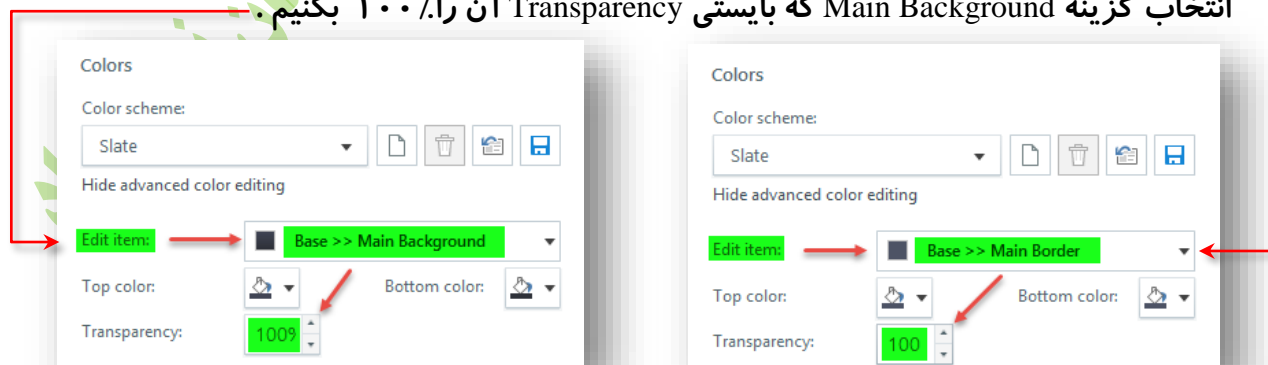 انتخاب گزینه Main Background که بایستی Transparency آن را ۱۰۰٪ بکنیم .
Colors
Color scheme:
Slate
Hide advanced color editing
Edit item: Base >> Main Background
Top color: Bottom color:
Transparency: 100%
Colors
Color scheme:
Slate
Hide advanced color editing
Edit item: Base >> Main Border
Top color: Bottom color:
Transparency: 100